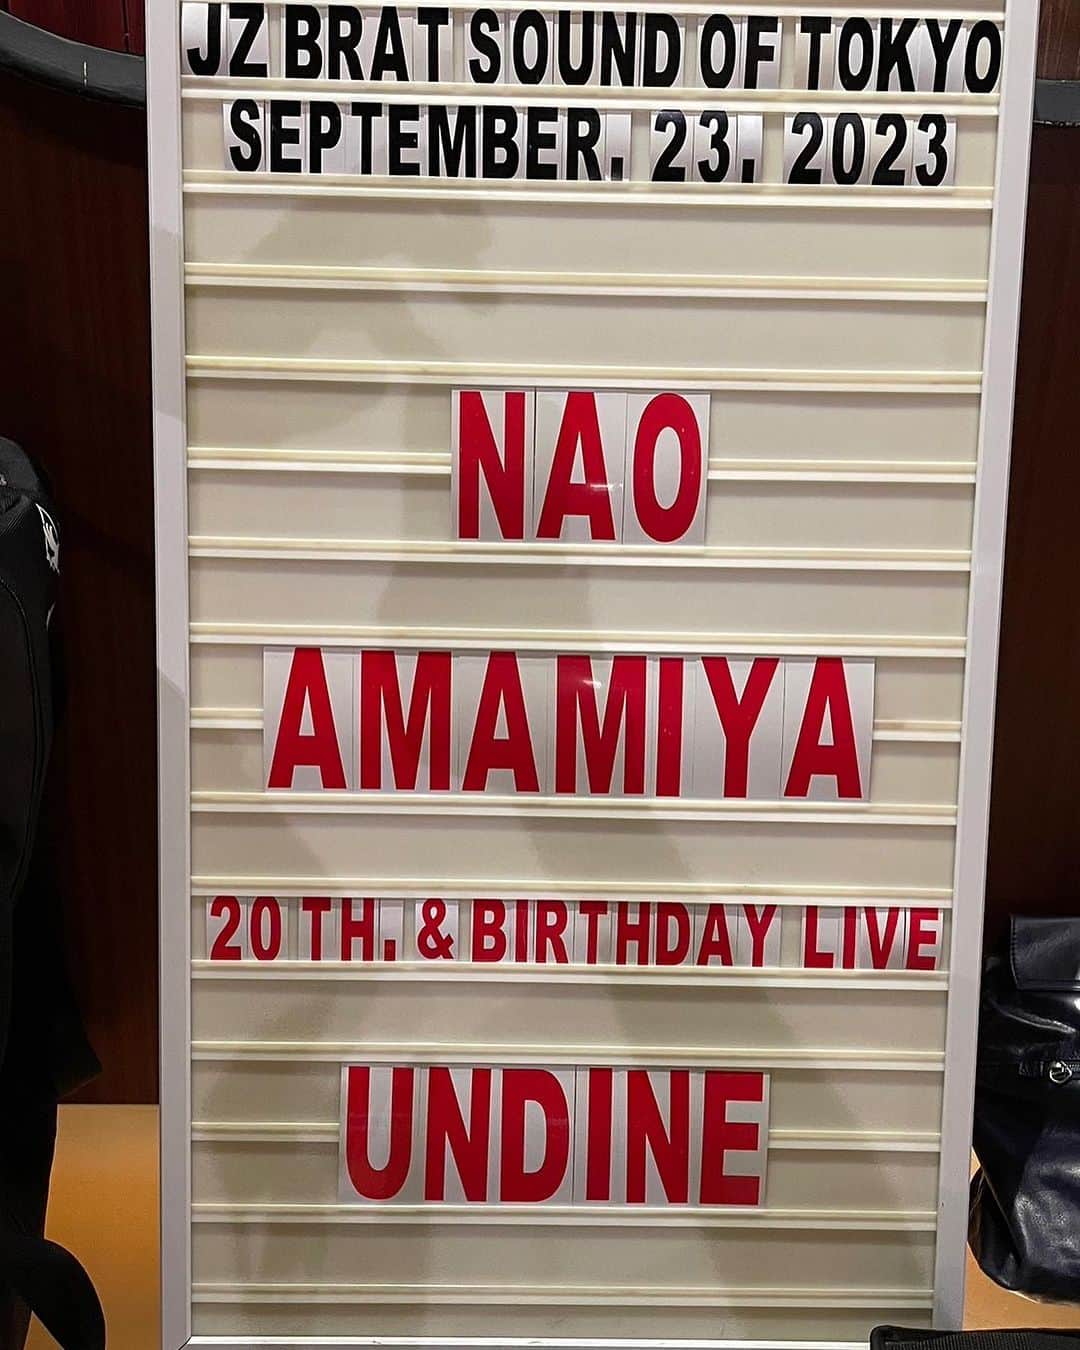 JZ BRAT SOUND OF TOKYO
SEPTEMBER. 23. 2023
NAO
AMAMIYA
20 TH. & BIRTHDAY LIVE
UNDINE